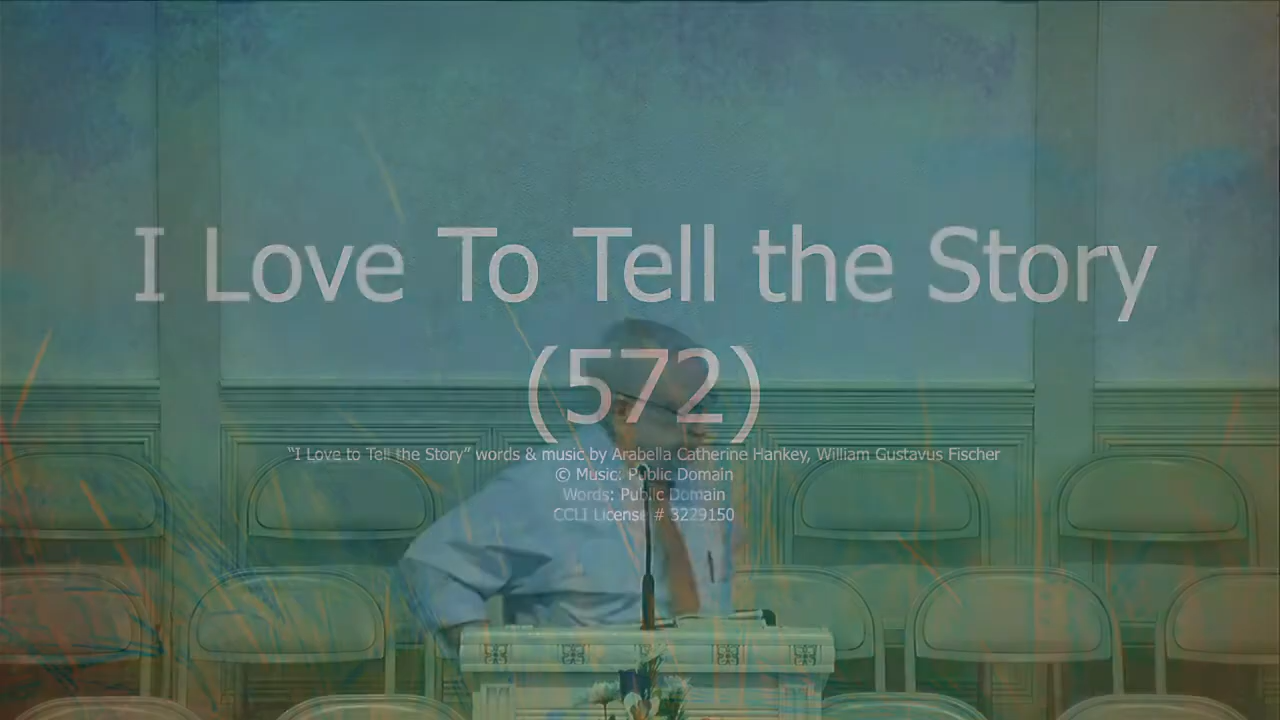 I Love To Tell the Story
(572)
“I Love to Tell the Story” words & music by Arabella Catherine Hankey, William Gustavus Fischer
© Music: Public Domain
Words: Public Domain
CCLI License # 3229150